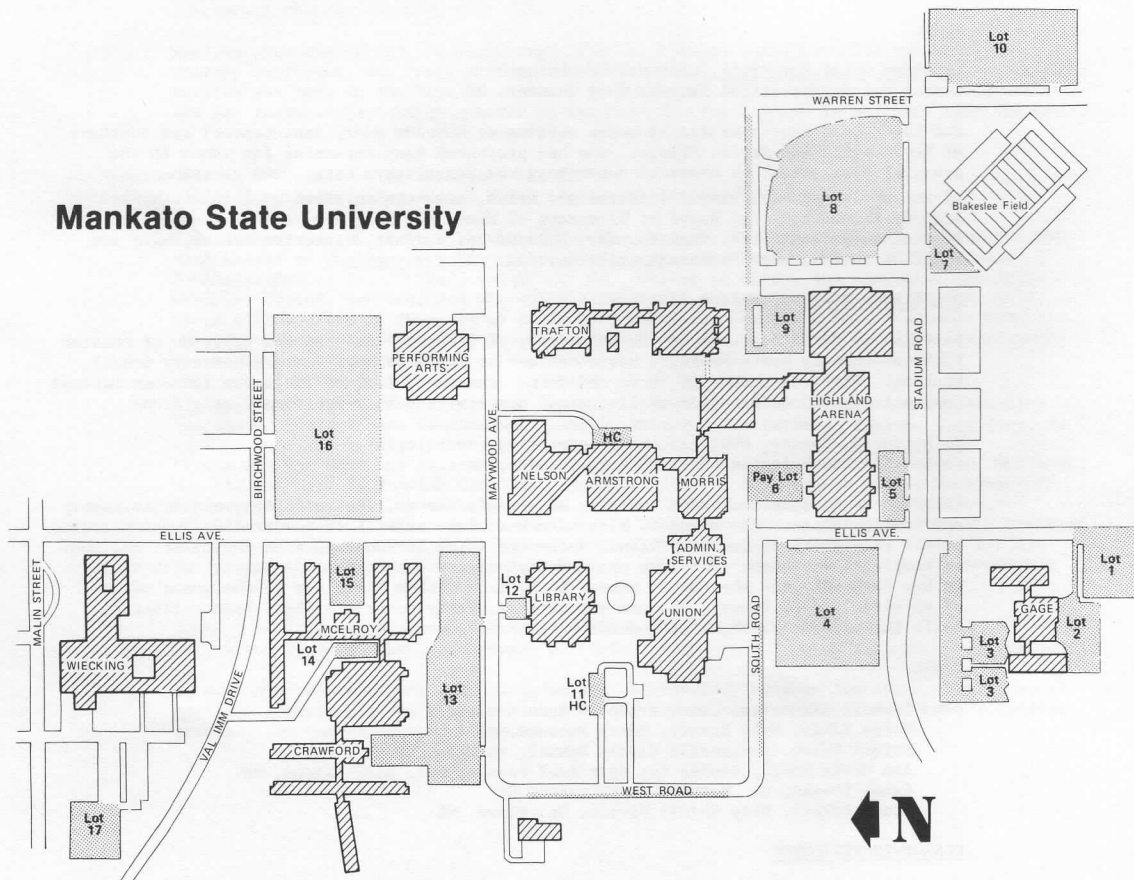 Lot
10
WARREN STREET
Lot
8
Blakeslee Field
Mankato State University
Lot
7
Lot
9
TRAFTON
PERFORMING
ARTS
STADIUM ROAD
HIGHLAND
ARENA
BIRCHWOOD STREET
Lot
16
MAYWOOD AVE.
HC
NELSON
ARMSTRONG
MORRIS
Pay Lot
6
Lot
5
ELLIS AVE.
ELLIS AVE.
MALIN STREET
Lot
15
Lot
12
LIBRARY
ADMIN.
SERVICES
UNION
Lot
4
Lot
1
GAGE
Lot
2
Lot
3
Lot
3
MCELROY
Lot
14
WIECKING
VAL IMM DRIVE
Lot
13
Lot
11
HC
SOUTH ROAD
CRAWFORD
WEST ROAD
Lot
17
N